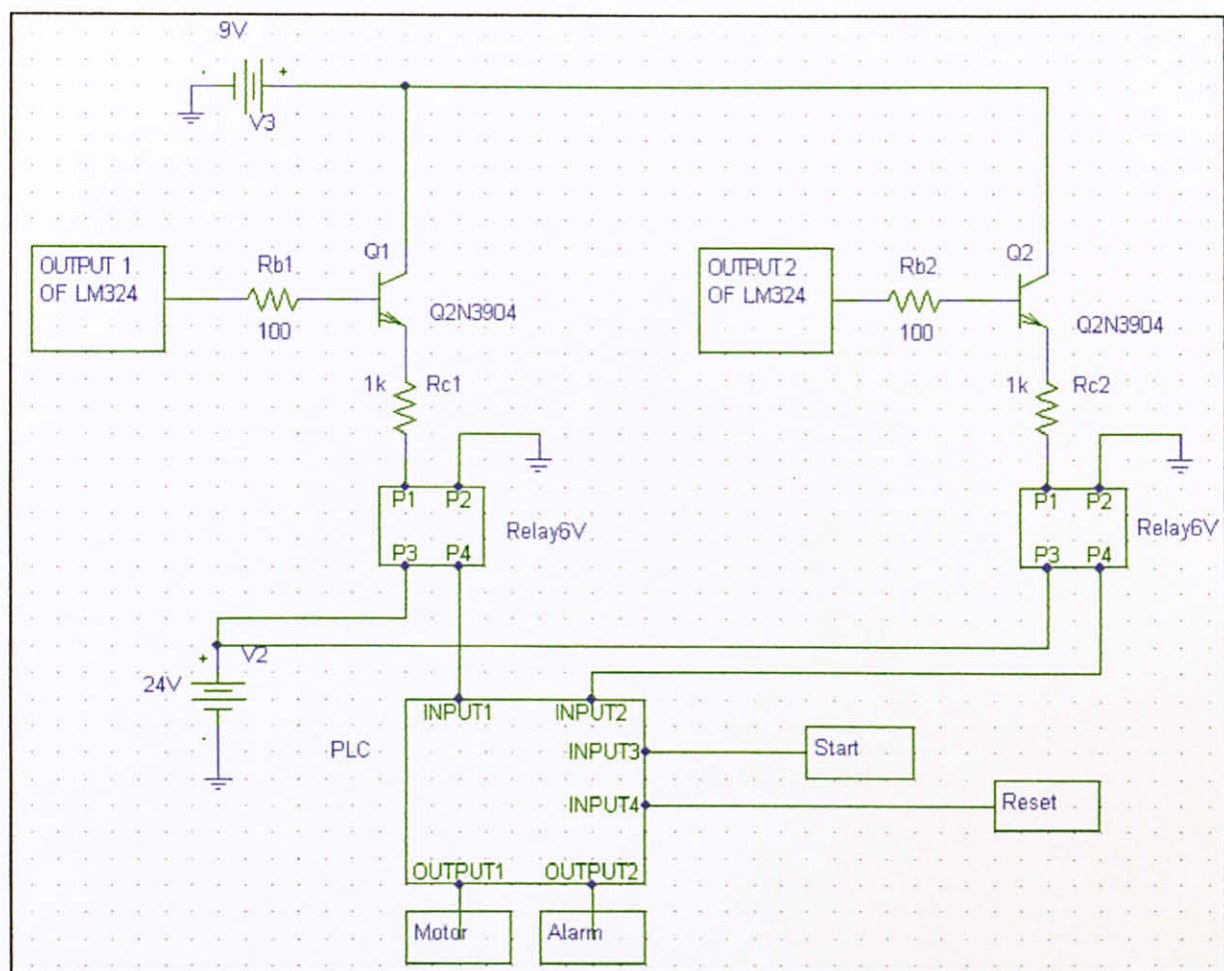 9V
V3
OUTPUT 1
OF LM324
Rb1
100
Q1
Q2N3904
1k
Rc1
OUTPUT2
OF LM324
Rb2
100
Q2
Q2N3904
1k
Rc2
P1
P2
P3
P4
Relay6V
P1
P2
P3
P4
Relay6V
V2
24V
PLC
INPUT1
INPUT2
INPUT3
INPUT4
OUTPUT1
OUTPUT2
Start
Reset
Motor
Alarm